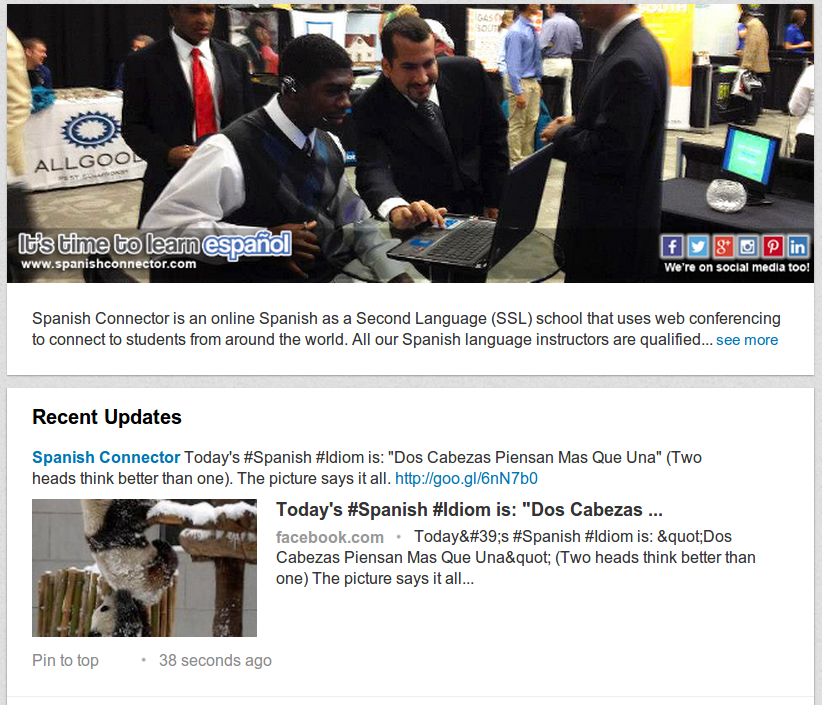 GAS
SOUTH
SOUTH
ALLGOOD
PEST SOLUTIONS
It's time to learn español
www.spanishconnector.com
We're on social media too!
Spanish Connector is an online Spanish as a Second Language (SSL) school that uses web conferencing
to connect to students from around the world. All our Spanish language instructors are qualified... see more
Recent Updates
Spanish Connector Today's #Spanish #Idiom is: "Dos Cabezas Piensan Mas Que Una" (Two
heads think better than one). The picture says it all. http://goo.gl/6nN7b0
Today's #Spanish #Idiom is: "Dos Cabezas ...
facebook.com • Today&#39;s #Spanish #Idiom is: &quot;Dos
Cabezas Piensan Mas Que Una&quot; (Two heads think better than
one) The picture says it all...
Pin to top • 38 seconds ago